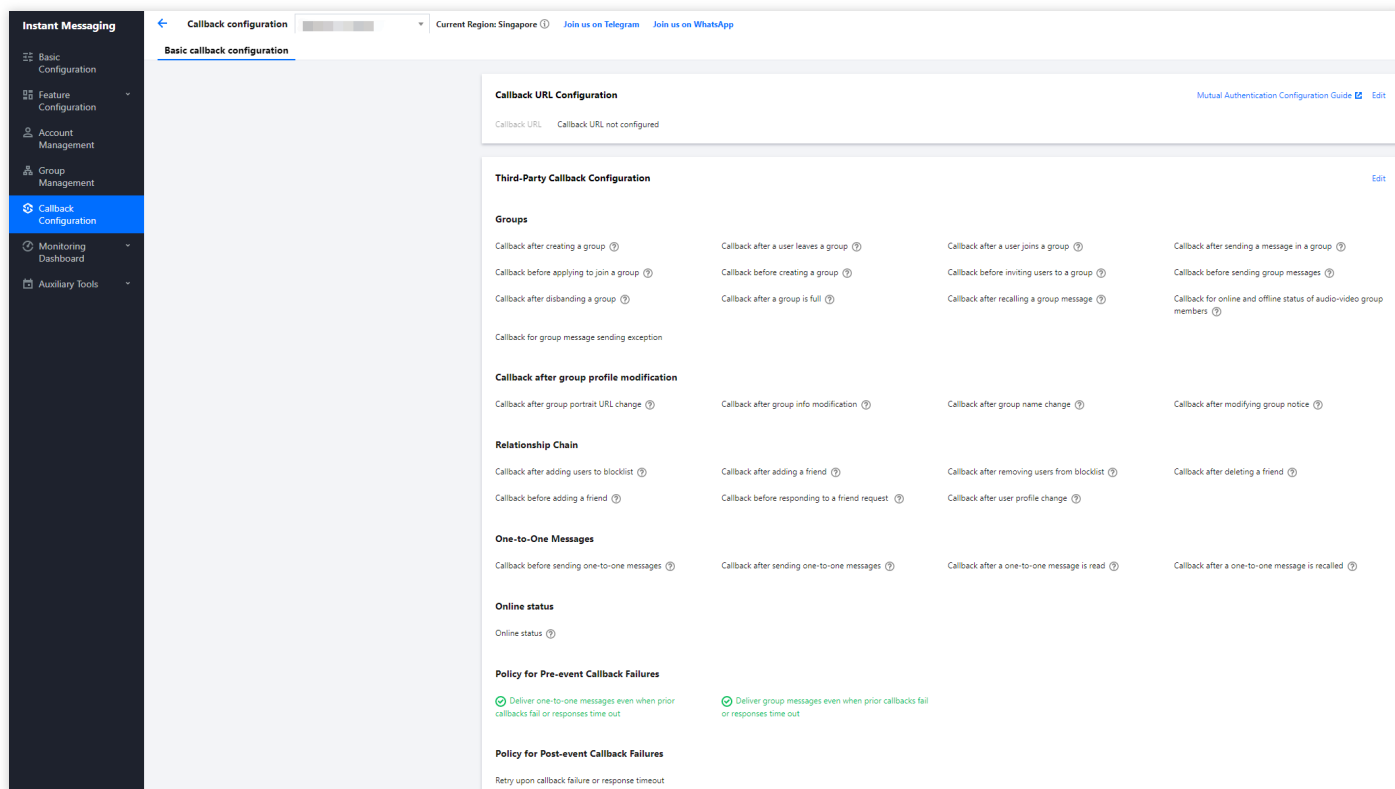 Instant Messaging
Callback configuration
Current Region: Singapore
Join us on Telegram
Join us on WhatsApp
Basic callback configuration
Basic
Configuration
Feature
Configuration
Account
Management
Group
Management
Callback
Configuration
Monitoring
Dashboard
Auxiliary Tools
Callback URL Configuration
Mutual Authentication Configuration Guide
Edit
Callback URL
Callback URL not configured
Third-Party Callback Configuration
Edit
Groups
Callback after creating a group
Callback after a user leaves a group
Callback after a user joins a group
Callback after sending a message in a group
Callback before applying to join a group
Callback before creating a group
Callback before inviting users to a group
Callback before sending group messages
Callback after disbanding a group
Callback after a group is full
Callback after recalling a group message
Callback for online and offline status of audio-video group
members
Callback for group message sending exception
Callback after group profile modification
Callback after group portrait URL change
Callback after group info modification
Callback after group name change
Callback after modifying group notice
Relationship Chain
Callback after adding users to blocklist
Callback after adding a friend
Callback after removing users from blocklist
Callback after deleting a friend
Callback before adding a friend
Callback before responding to a friend request
Callback after user profile change
One-to-One Messages
Callback before sending one-to-one messages
Callback after sending one-to-one messages
Callback after a one-to-one message is read
Callback after a one-to-one message is recalled
Online status
Online status
Policy for Pre-event Callback Failures
Deliver one-to-one messages even when prior
callbacks fail or responses time out
Deliver group messages even when prior callbacks fail
or responses time out
Policy for Post-event Callback Failures
Retry upon callback failure or response timeout